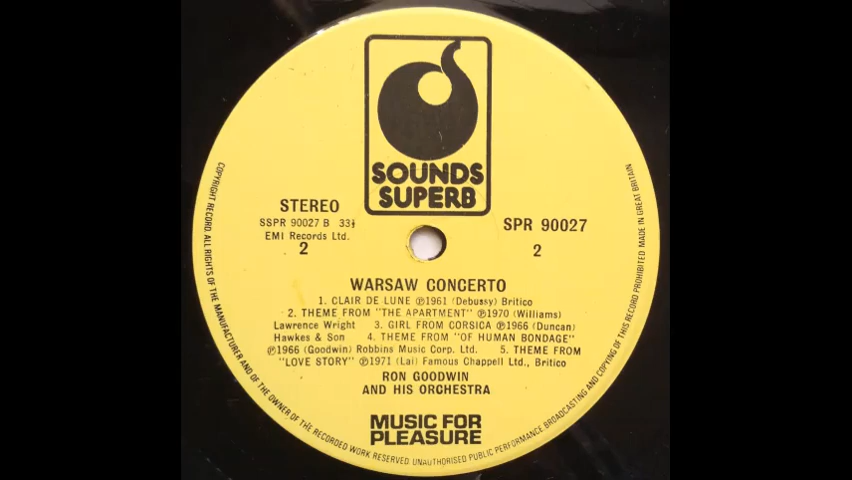 SOUNDS
SUPERB
STEREO
SSPR 90027 B 33⅓
EMI Records Ltd.
2
SPR 90027
2
WARSAW CONCERTO
1. CLAIR DE LUNE ℗1961 (Debussy) Britico
2. THEME FROM "THE APARTMENT" ℗1970 (Williams)
Lawrence Wright 3. GIRL FROM CORSICA ℗1966 (Duncan)
Hawkes & Son 4. THEME FROM "OF HUMAN BONDAGE"
℗1966 (Goodwin) Robbins Music Corp. Ltd. 5. THEME FROM
"LOVE STORY" ℗1971 (Lai) Famous Chappell Ltd., Britico
RON GOODWIN
AND HIS ORCHESTRA
MUSIC FOR
PLEASURE
COPYRIGHT RECORD. ALL RIGHTS OF THE MANUFACTURER AND OF THE OWNER OF THE RECORDED WORK RESERVED. UNAUTHORISED PUBLIC PERFORMANCE BROADCASTING AND COPYING OF THIS RECORD PROHIBITED MADE IN GREAT BRITAIN